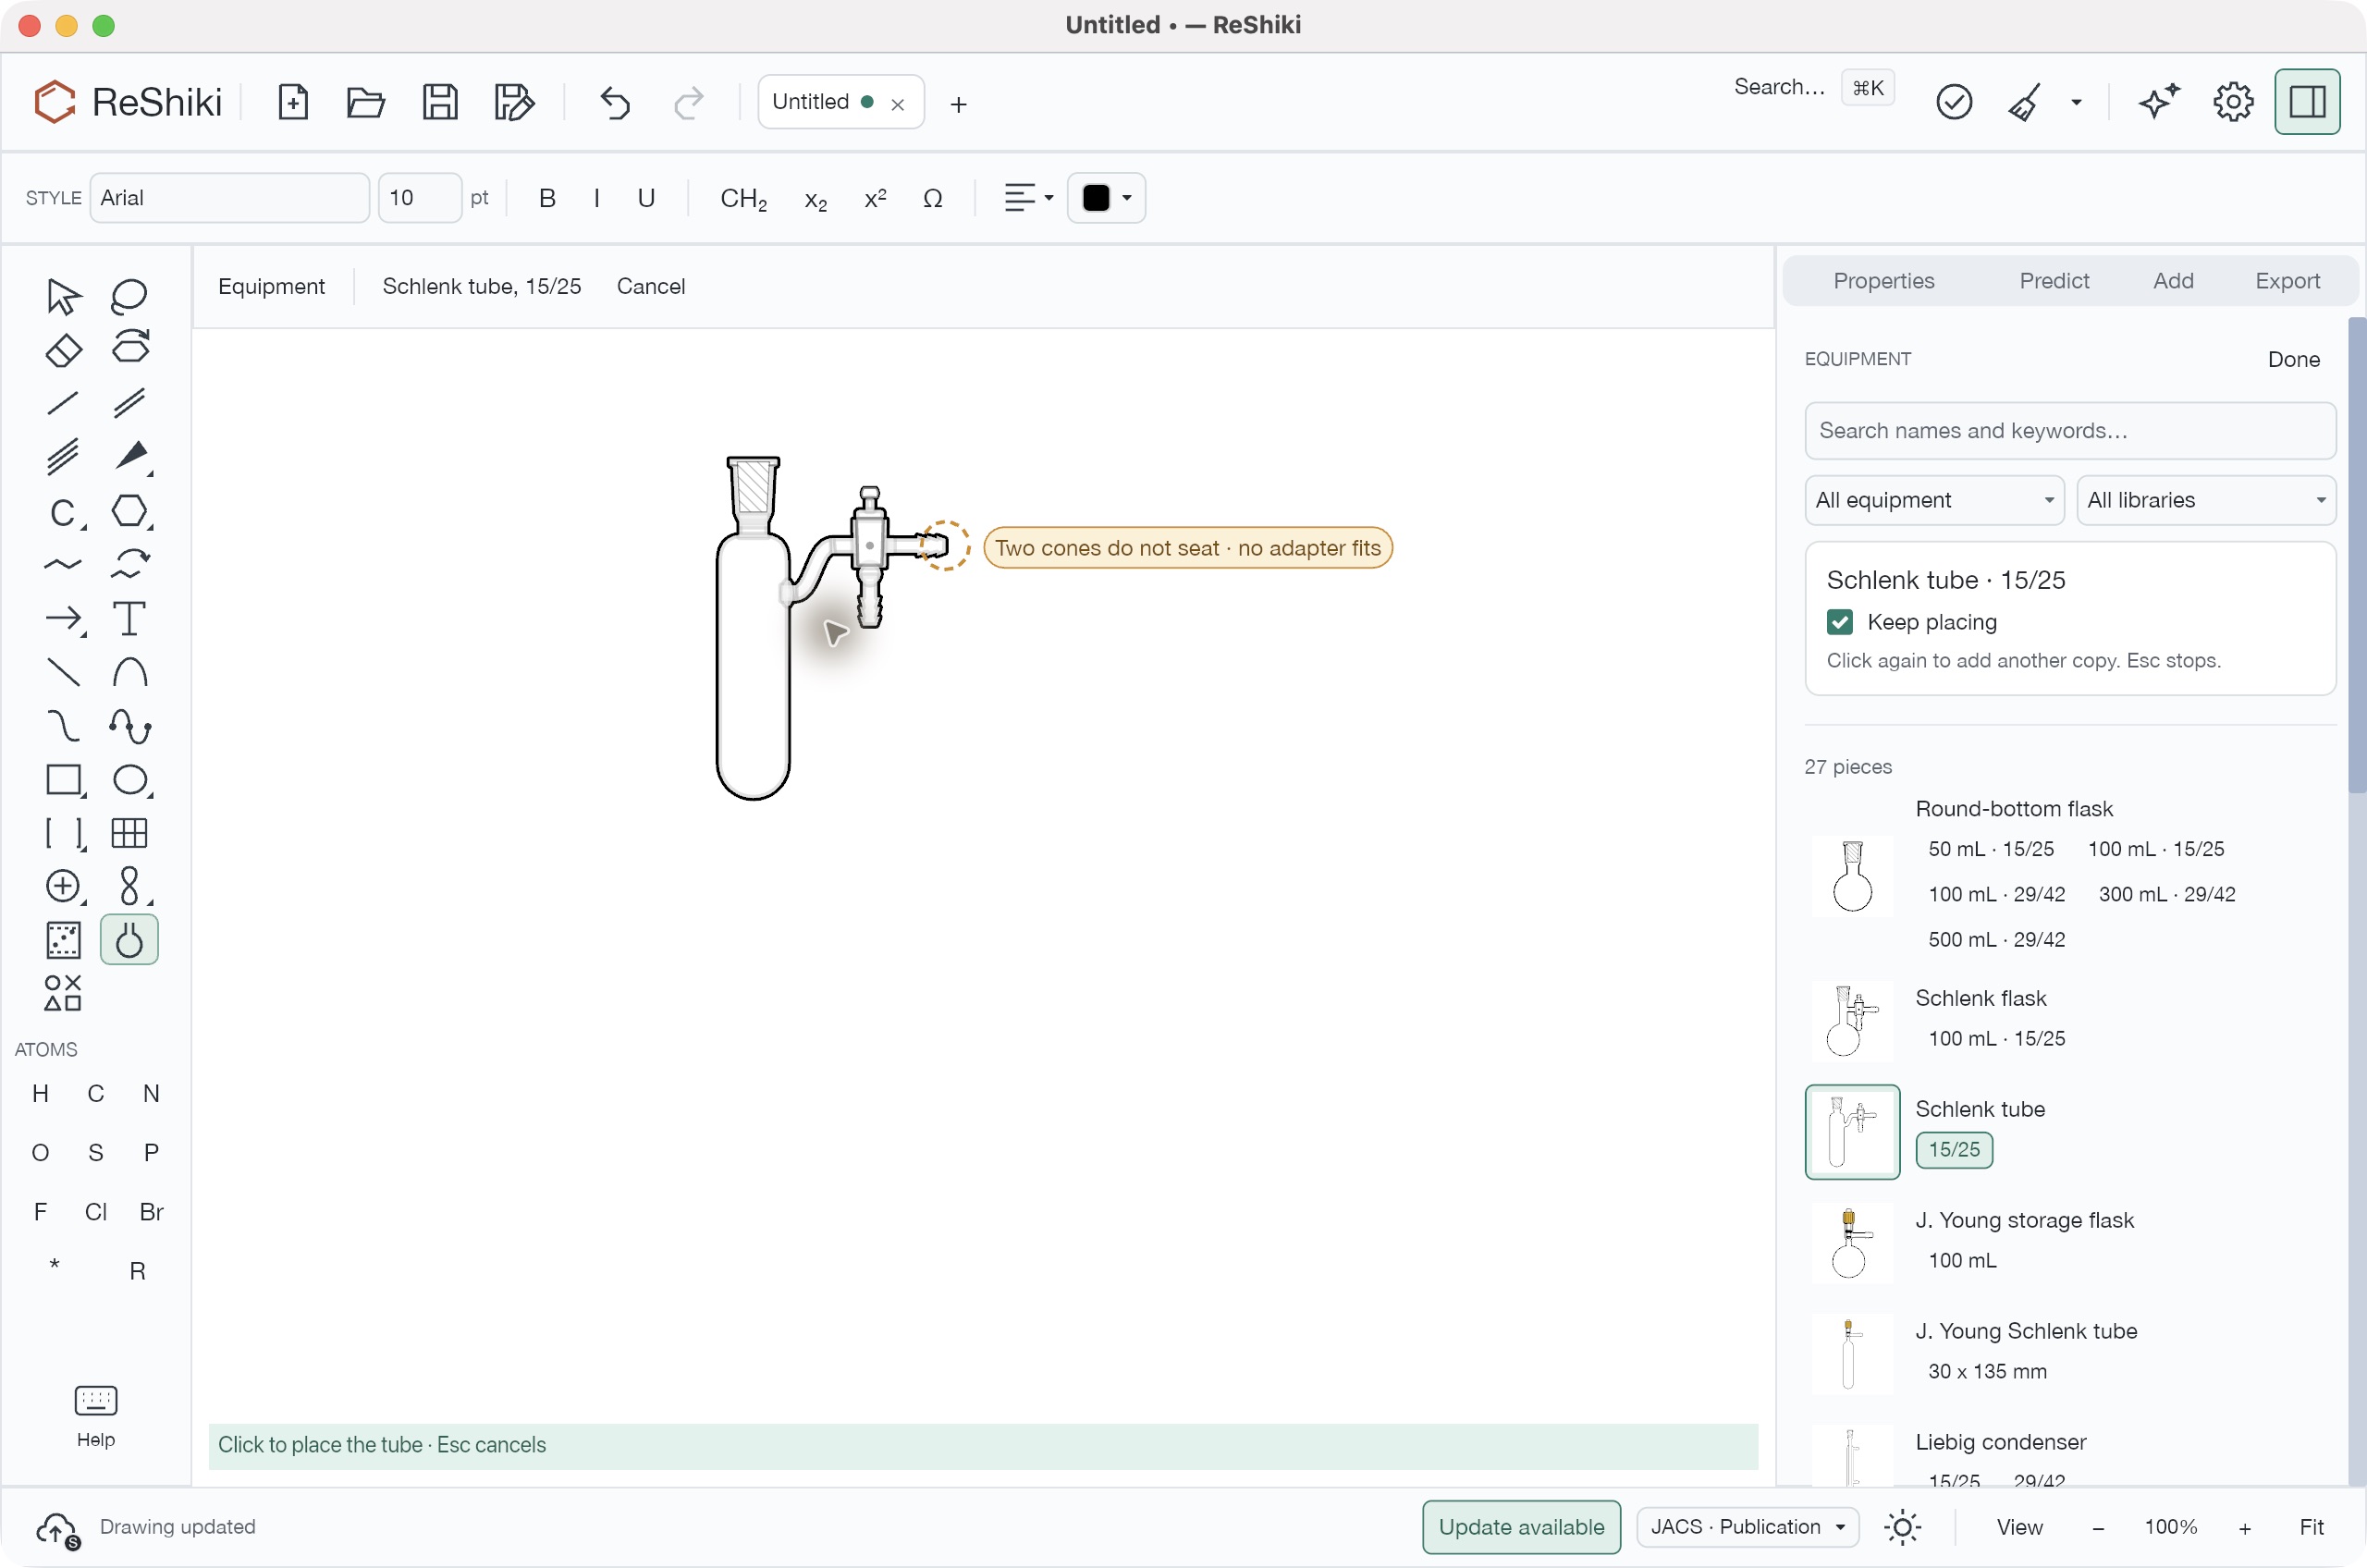 Untitled • — ReShiki
ReShiki
Untitled
Search… ⌘K
STYLE Arial 10 pt B I U CH₂ x₂ x² Ω
Equipment Schlenk tube, 15/25 Cancel
Properties Predict Add Export
EQUIPMENT Done
Search names and keywords…
All equipment All libraries
Schlenk tube · 15/25
Keep placing
Click again to add another copy. Esc stops.
27 pieces
Round-bottom flask
50 mL · 15/25 100 mL · 15/25
100 mL · 29/42 300 mL · 29/42
500 mL · 29/42
Schlenk flask
100 mL · 15/25
Schlenk tube
15/25
J. Young storage flask
100 mL
J. Young Schlenk tube
30 x 135 mm
Liebig condenser
15/25 29/42
Two cones do not seat · no adapter fits
C
T
ATOMS
H C N
O S P
F Cl Br
* R
Help
Click to place the tube · Esc cancels
S Drawing updated
Update available JACS · Publication View − 100% + Fit